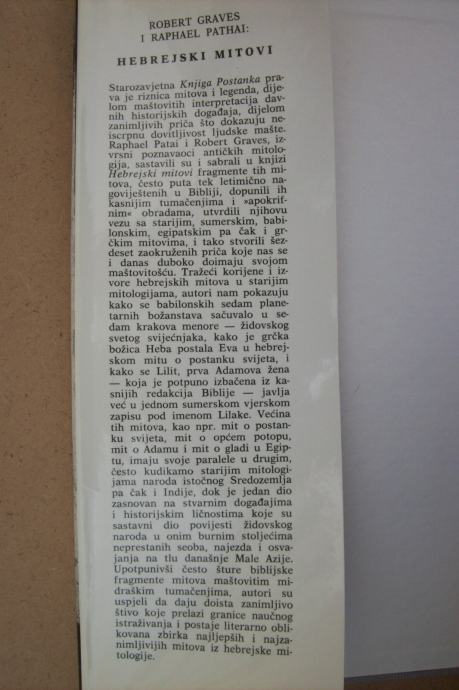 ROBERT GRAVES
I RAPHAEL PATHAI:
HEBREJSKI MITOVI
Starozavjetna Knjiga Postanka pra-
va je riznica mitova i legenda, dije-
lom maštovitih interpretacija dav-
nih historijskih događaja, dijelom
zanimljivih priča što dokazuju ne-
iscrpnu dovitljivost ljudske mašte.
Raphael Patai i Robert Graves, iz-
vrsni poznavaoci antičkih mitolo-
gija, sastavili su i sabrali u knjizi
Hebrejski mitovi fragmente tih mi-
tova, često puta tek letimično na-
goviještenih u Bibliji, dopunili ih
kasnijim tumačenjima i »apokrif-
nim« obradama, utvrdili njihovu
vezu sa starijim, sumerskim, babi-
lonskim, egipatskim pa čak i gr-
čkim mitovima, i tako stvorili šez-
deset zaokruženih priča koje nas se
i danas duboko doimaju svojom
maštovitošću. Tražeći korijene i iz-
vore hebrejskih mitova u starijim
mitologijama, autori nam pokazuju
kako se babilonskih sedam plane-
tarnih božanstava sačuvalo u se-
dam krakova menore — židovskog
svetog svijećnjaka, kako je grčka
božica Heba postala Eva u hebrej-
skom mitu o postanku svijeta, i
kako se Lilit, prva Adamova žena
— koja je potpuno izbačena iz ka-
snijih redakcija Biblije — javlja
već u jednom sumerskom vjerskom
zapisu pod imenom Lilake. Većina
tih mitova, kao npr. mit o postan-
ku svijeta, mit o općem potopu,
mit o Adamu i mit o gladi u Egip-
tu, imaju svoje paralele u drugim,
često kudikamo starijim mitologi-
jama naroda istočnog Sredozemlja
pa čak i Indije, dok je jedan dio
zasnovan na stvarnim događajima
i historijskim ličnostima koje su
sastavni dio povijesti židovskog
naroda u onim burnim stoljećima
neprestanih seoba, najezda i osva-
janja na tlu današnje Male Azije.
Upotpunivši često šture biblijske
fragmente mitova maštovitim mi-
draškim tumačenjima, autori su
uspjeli da daju doista zanimljivo
štivo koje prelazi granice naučnog
istraživanja i postaje literarno obli-
kovana zbirka najljepših i najza-
nimljivijih mitova iz hebrejske mi-
tologije.